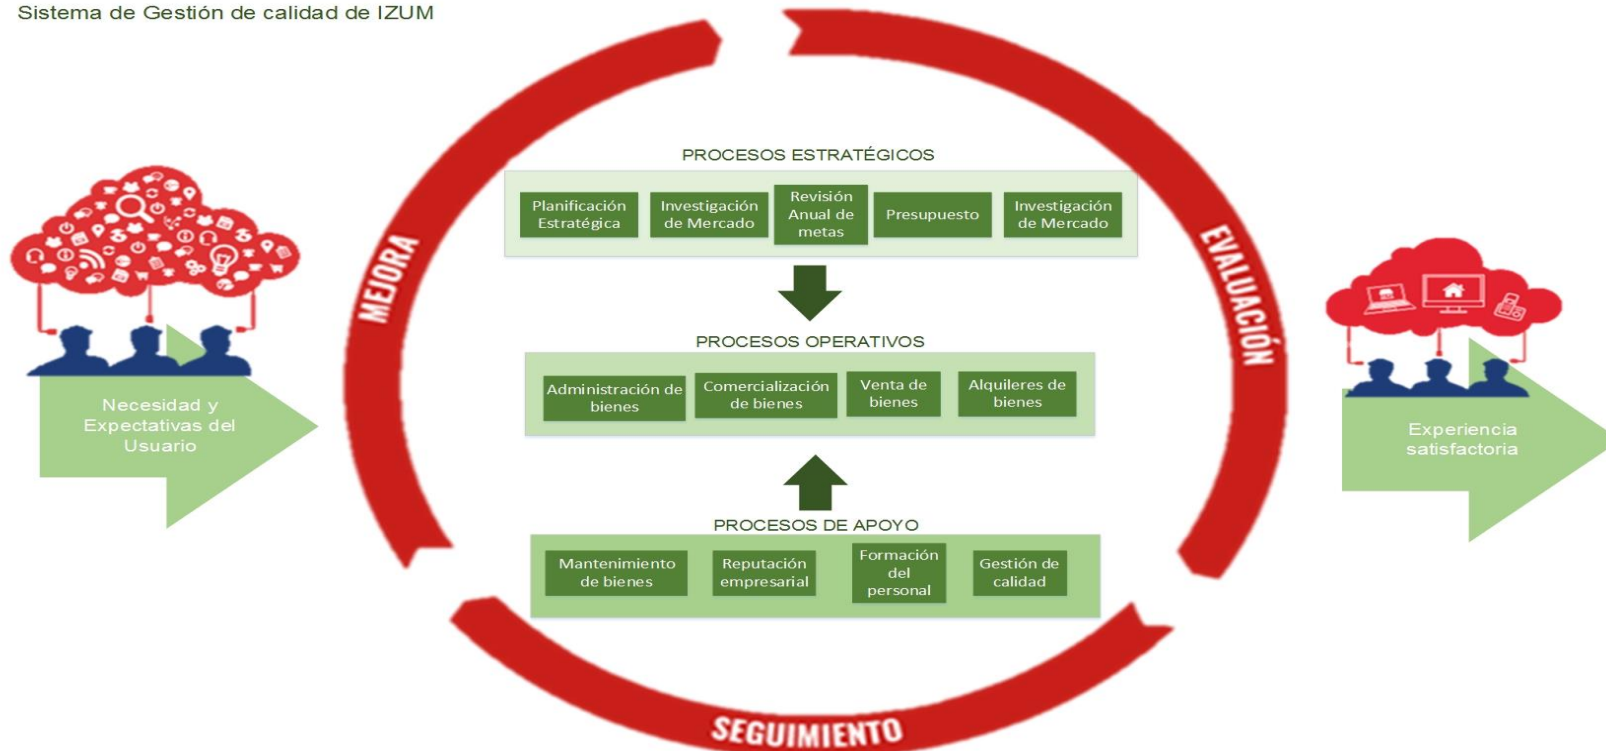 Sistema de Gestión de calidad de IZUM
PROCESOS ESTRATÉGICOS
Planificación
Estratégica
Investigación
de Mercado
Revisión
Anual de
metas
Presupuesto
Investigación
de Mercado
MEJORA
EVALUACIÓN
PROCESOS OPERATIVOS
Administración de
bienes
Comercialización
de bienes
Venta de
bienes
Alquileres de
bienes
Necesidad y
Expectativas del
Usuario
Experiencia
satisfactoria
PROCESOS DE APOYO
Mantenimiento
de bienes
Reputación
empresarial
Formación
del
personal
Gestión de
calidad
SEGUIMIENTO